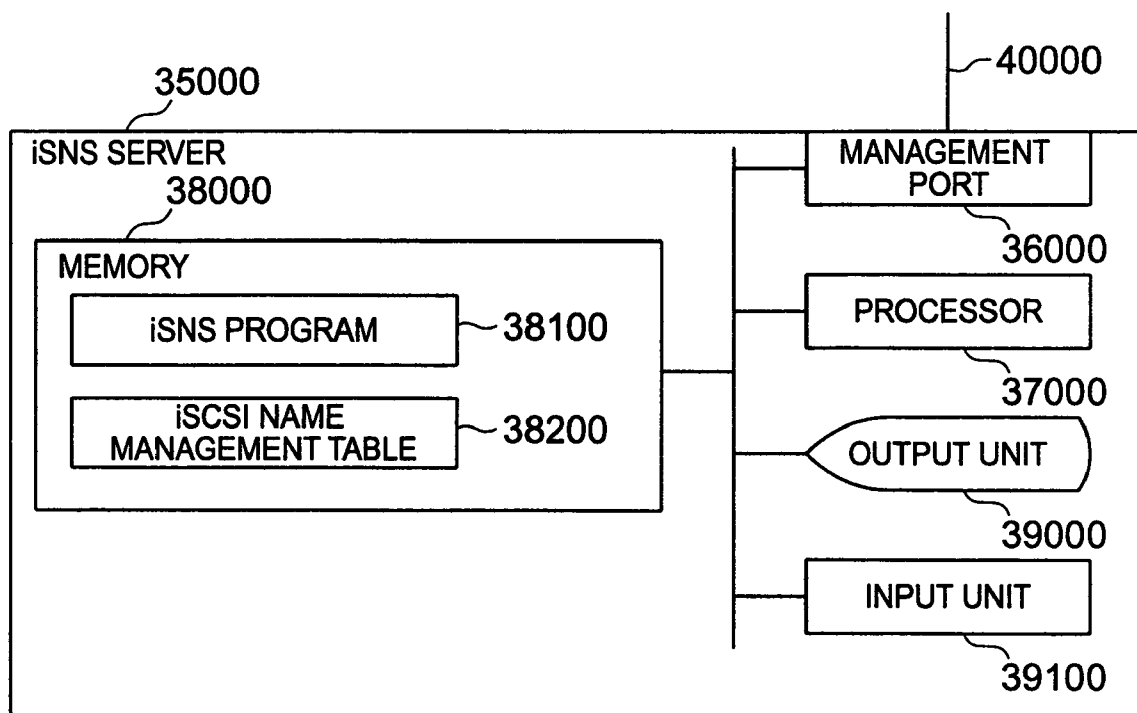 40000
35000
iSNS SERVER
38000
MEMORY
iSNS PROGRAM
38100
iSCSI NAME
MANAGEMENT TABLE
38200
MANAGEMENT
PORT
36000
PROCESSOR
37000
OUTPUT UNIT
39000
INPUT UNIT
39100